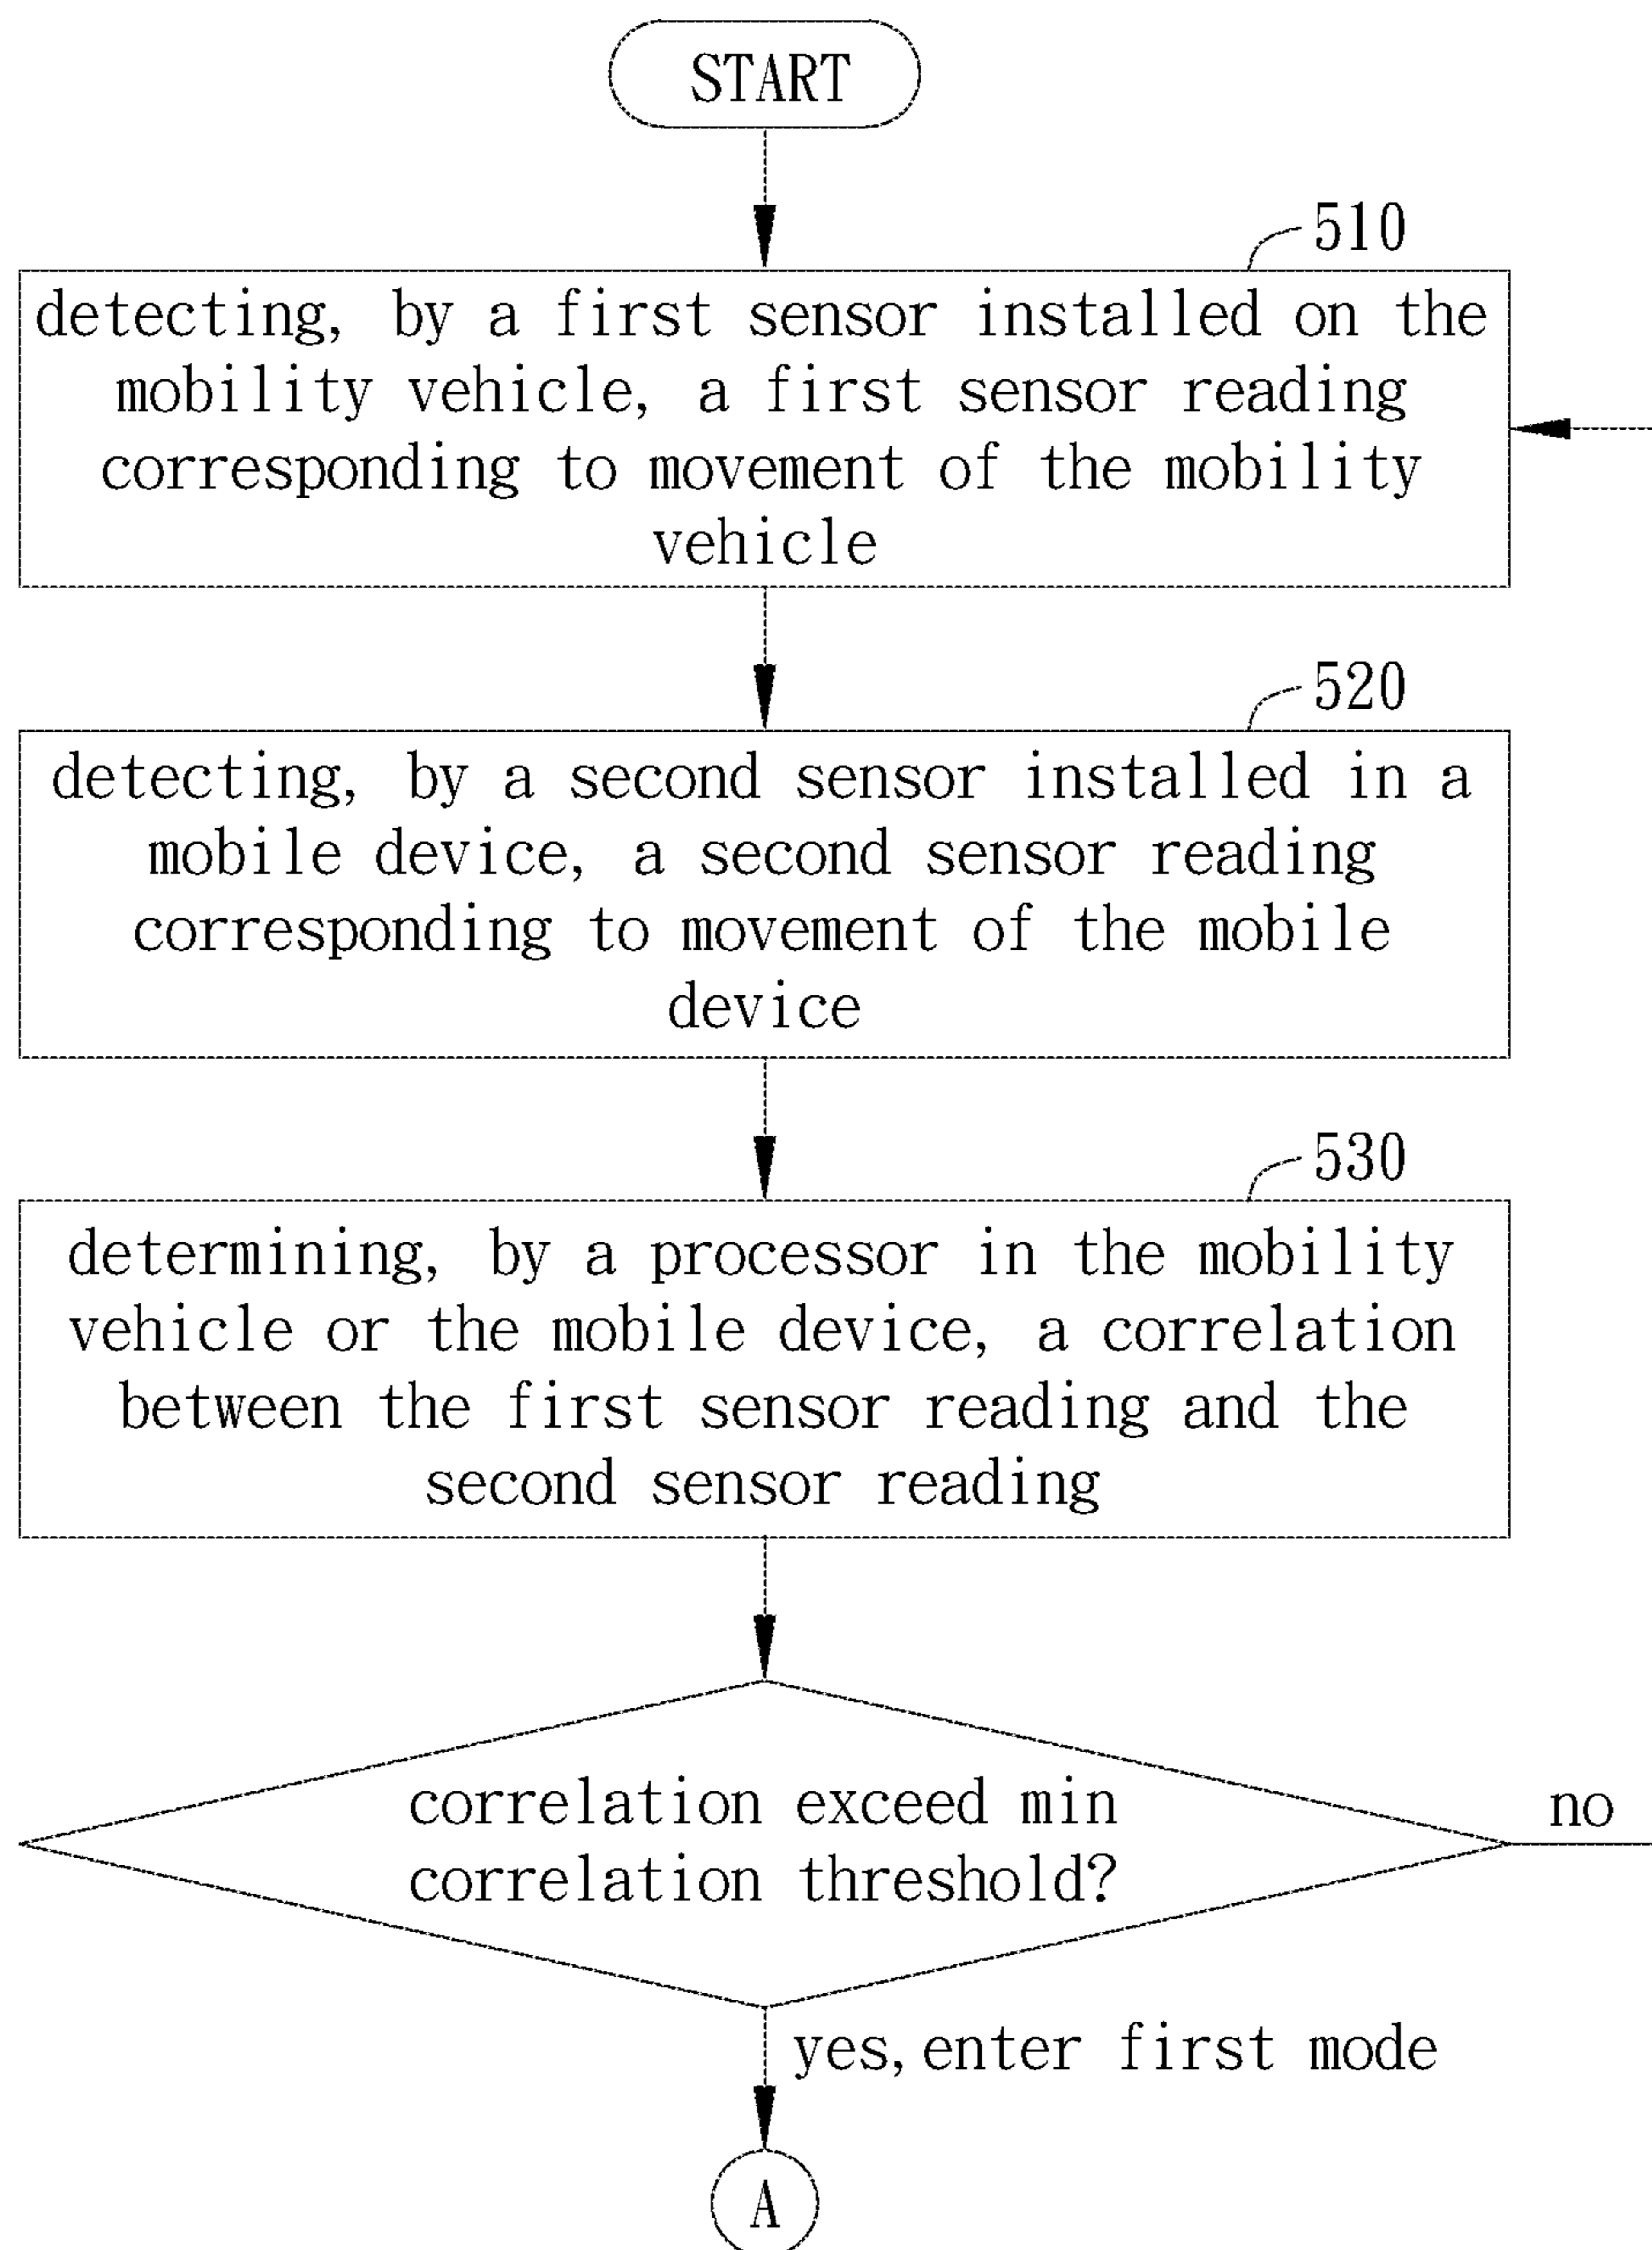 START
510
detecting, by a first sensor installed on the
mobility vehicle, a first sensor reading
corresponding to movement of the mobility
vehicle
520
detecting, by a second sensor installed in a
mobile device, a second sensor reading
corresponding to movement of the mobile
device
530
determining, by a processor in the mobility
vehicle or the mobile device, a correlation
between the first sensor reading and the
second sensor reading
correlation exceed min
correlation threshold?
no
yes, enter first mode
A